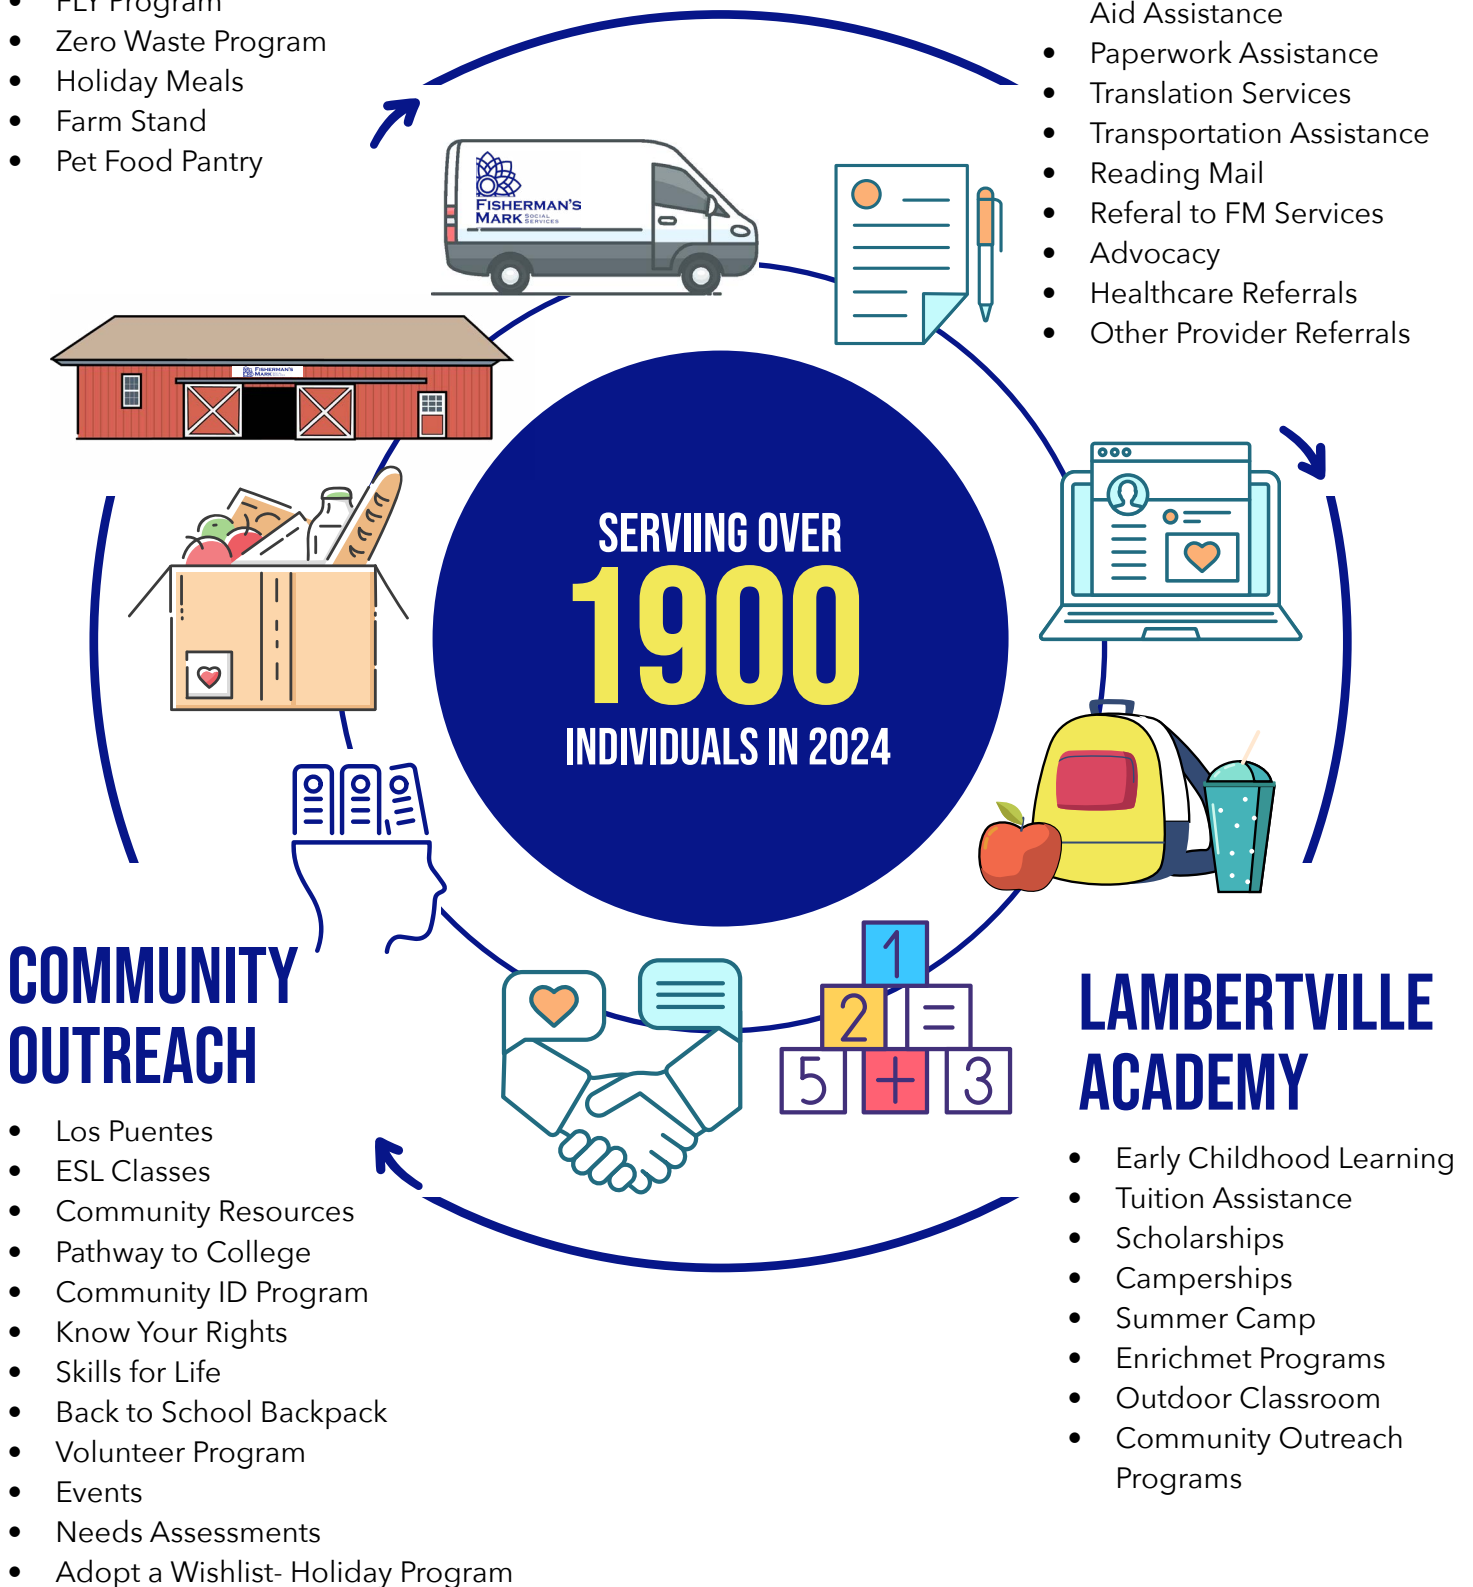 FLY Program
Zero Waste Program
Holiday Meals
Farm Stand
Pet Food Pantry
Aid Assistance
Paperwork Assistance
Translation Services
Transportation Assistance
Reading Mail
Referal to FM Services
Advocacy
Healthcare Referrals
Other Provider Referrals
FISHERMAN'S
MARK SOCIAL SERVICES
FISHERMAN'S
MARK
SERVIING OVER
1900
INDIVIDUALS IN 2024
1
2 =
5 + 3
COMMUNITY
OUTREACH
Los Puentes
ESL Classes
Community Resources
Pathway to College
Community ID Program
Know Your Rights
Skills for Life
Back to School Backpack
Volunteer Program
Events
Needs Assessments
Adopt a Wishlist- Holiday Program
LAMBERTVILLE
ACADEMY
Early Childhood Learning
Tuition Assistance
Scholarships
Camperships
Summer Camp
Enrichmet Programs
Outdoor Classroom
Community Outreach
Programs